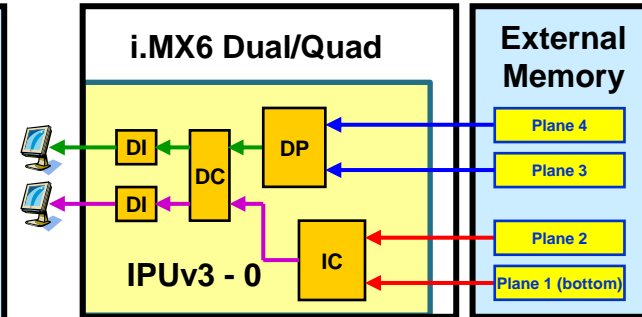 i.MX6 Dual/Quad
External
Memory
Plane 4
DI
DP
Plane 3
DC
DI
Plane 2
IC
IPUv3 - 0
Plane 1 (bottom)